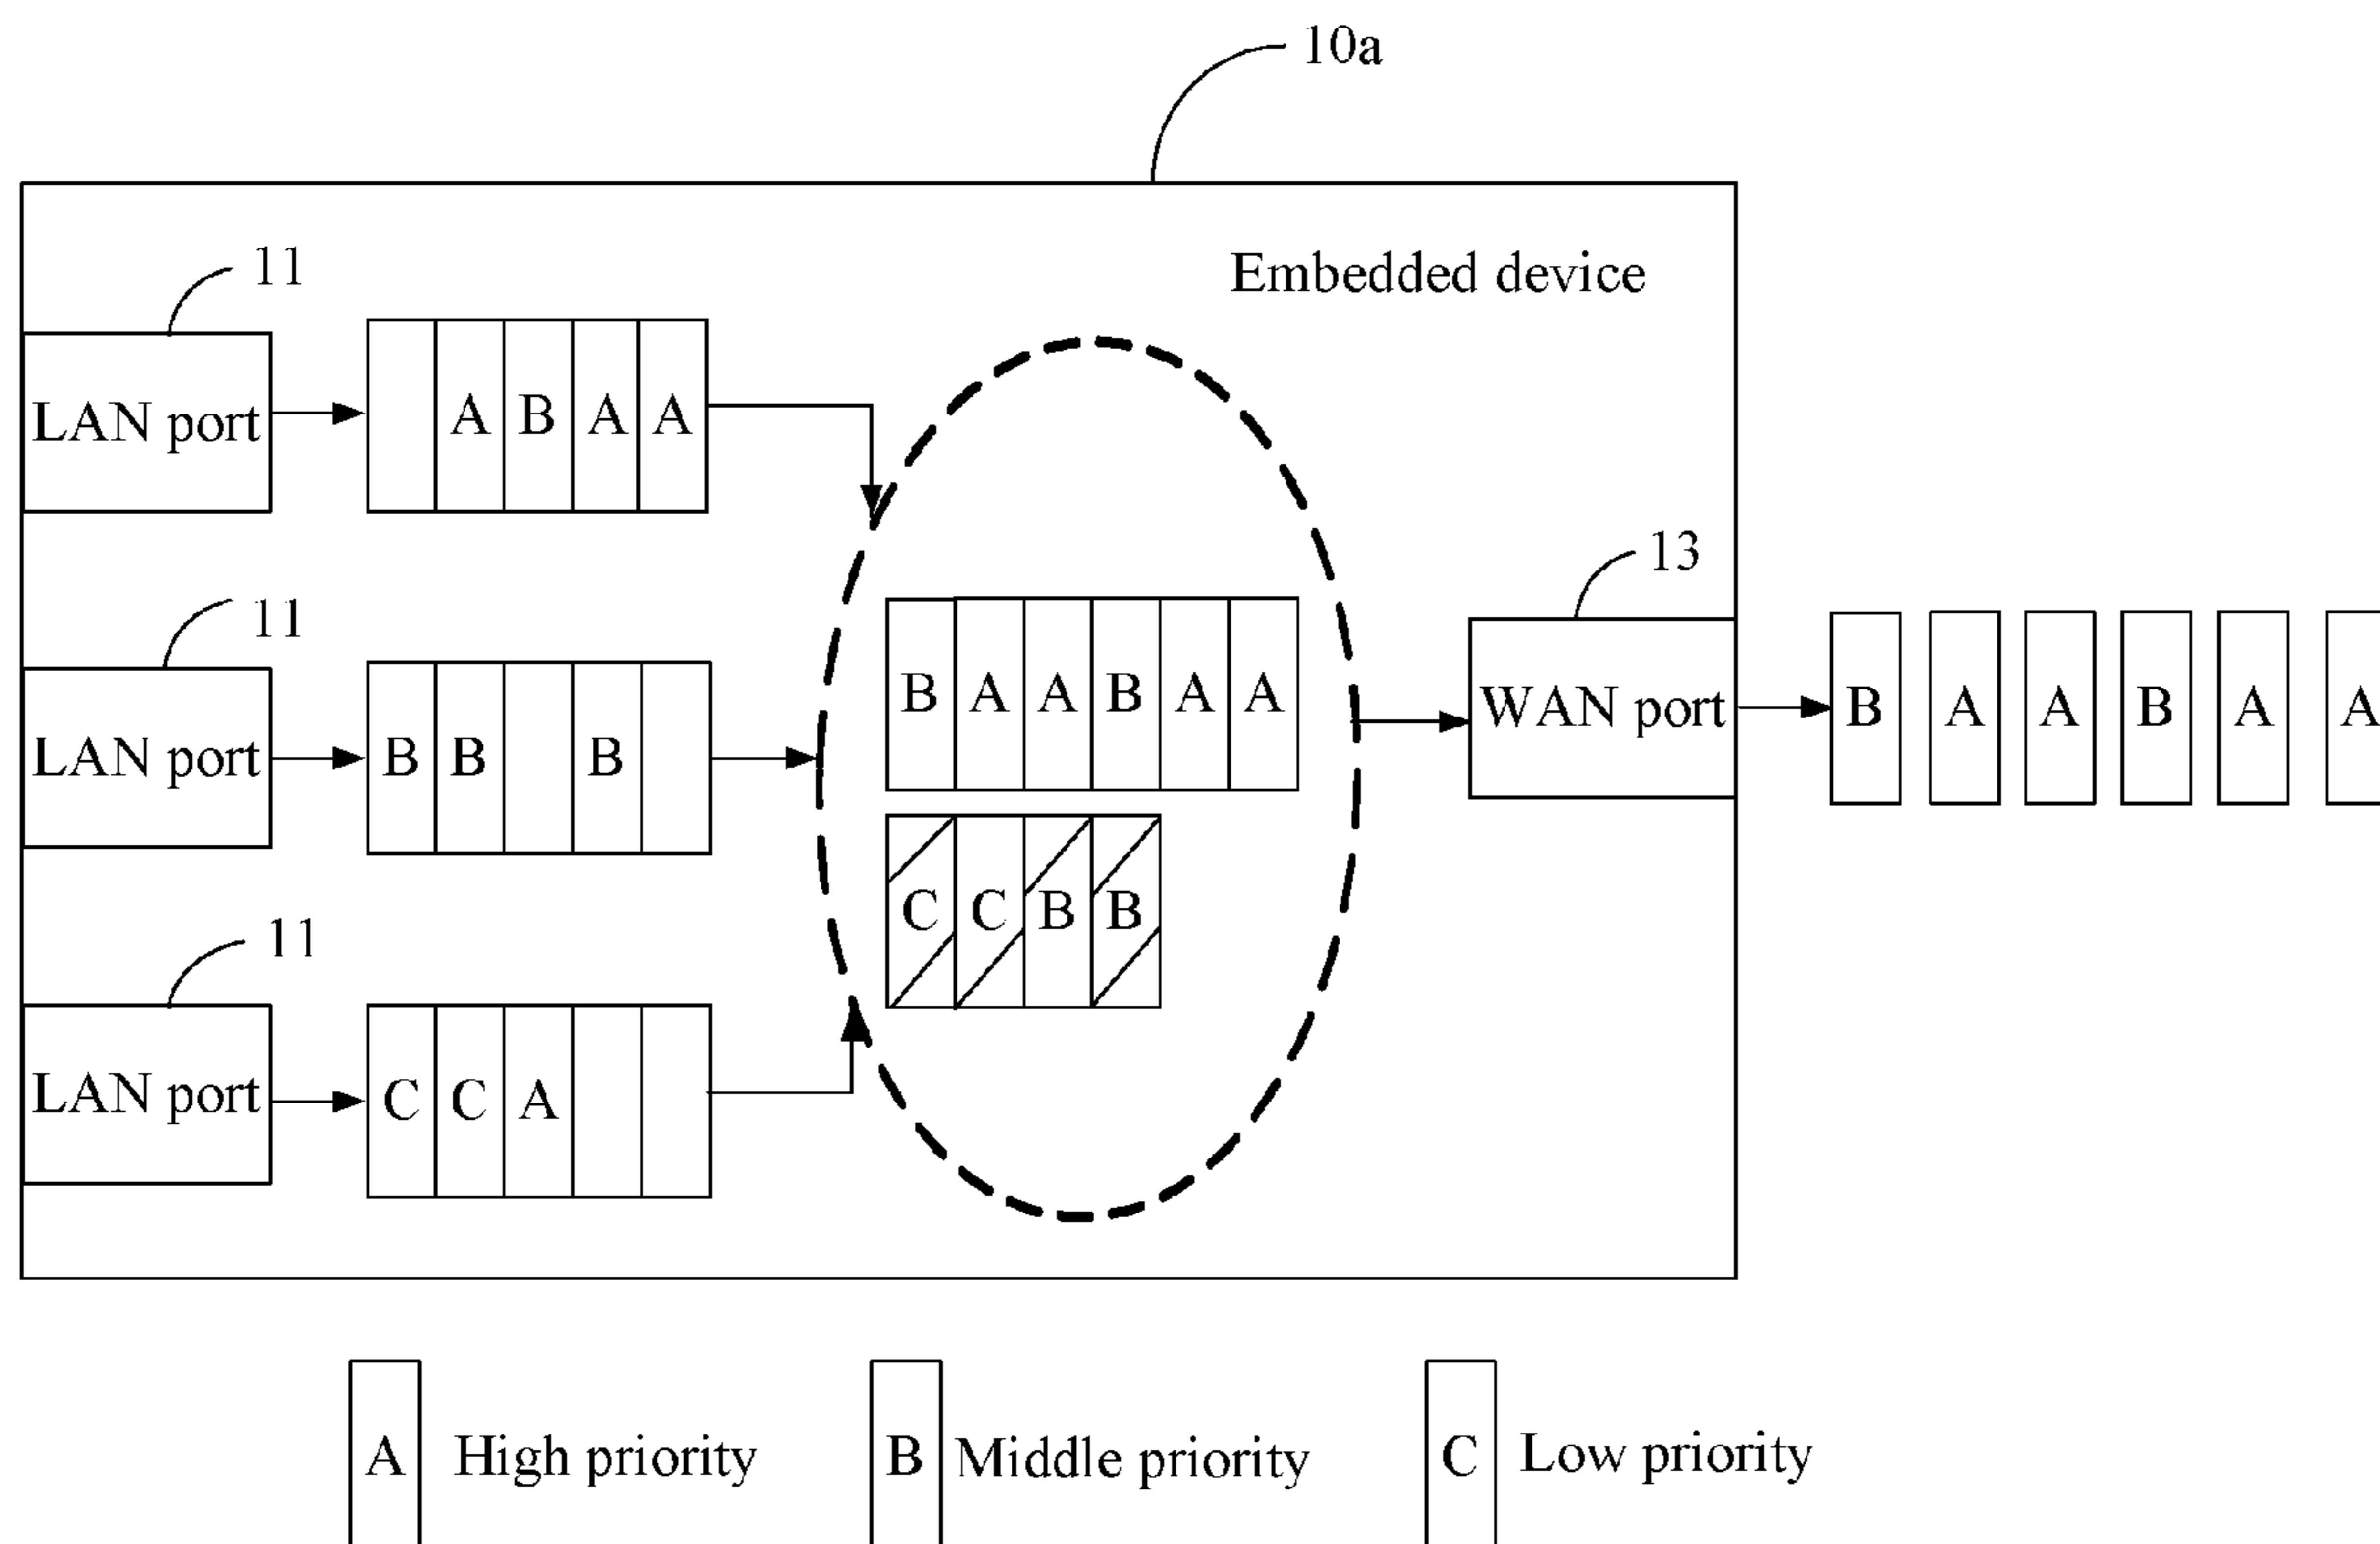 10a
Embedded device
11
LAN port
A B A A
11
LAN port
B B B
11
LAN port
C C A
B A A B A A
C C B B
13
WAN port
B A A B A A
A High priority
B Middle priority
C Low priority